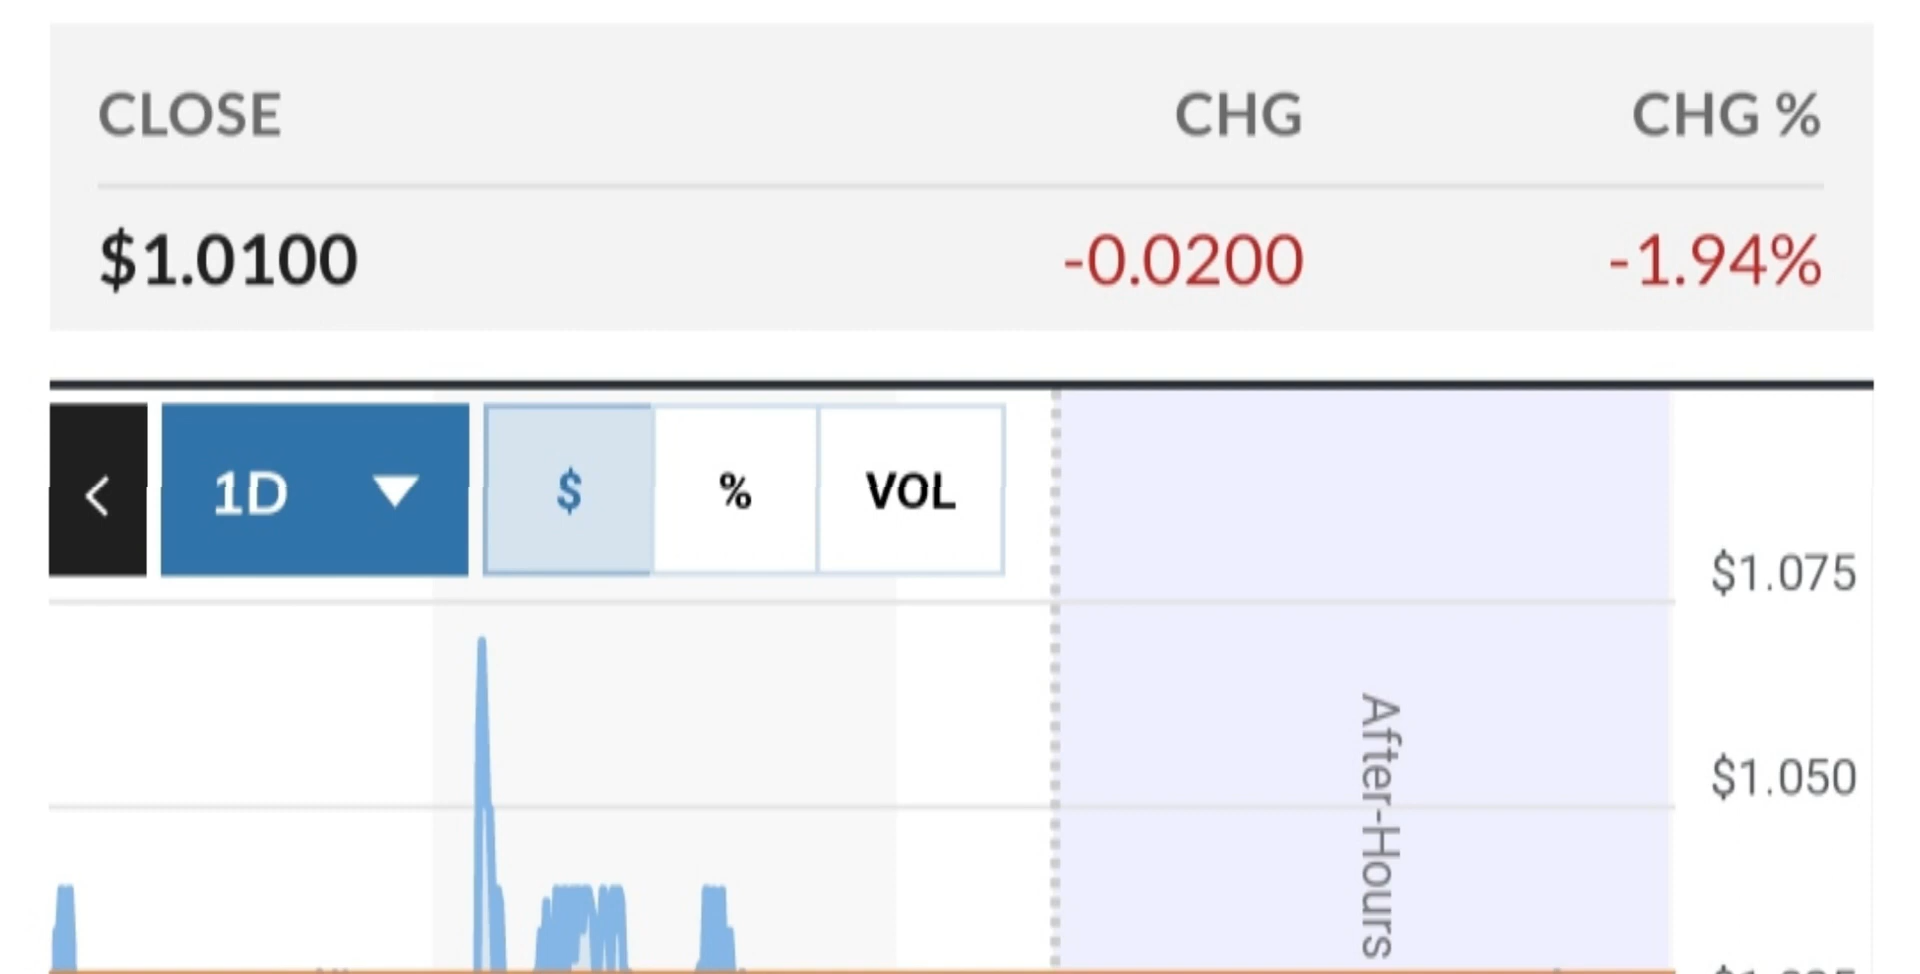 CLOSE CHG CHG %
$1.0100 -0.0200 -1.94%
< 1D $ % VOL
$1.075
After-Hours
$1.050